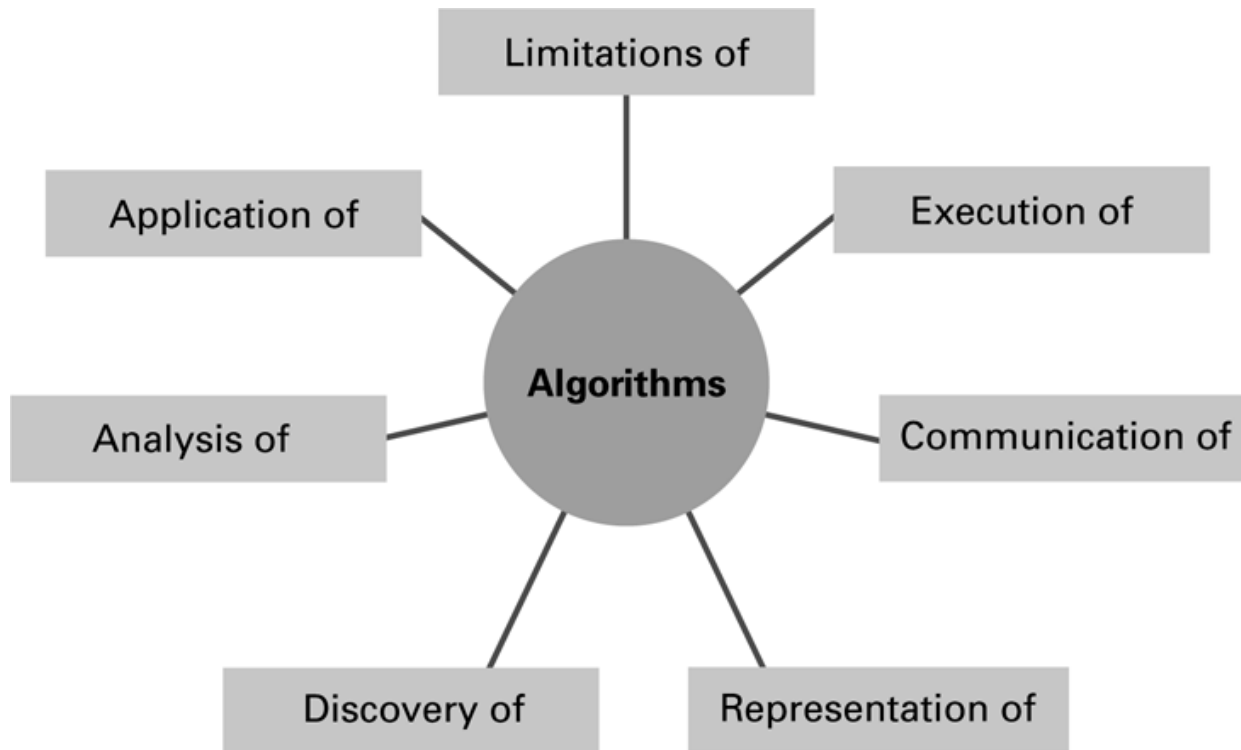 Limitations of
Application of
Execution of
Algorithms
Analysis of
Communication of
Discovery of
Representation of